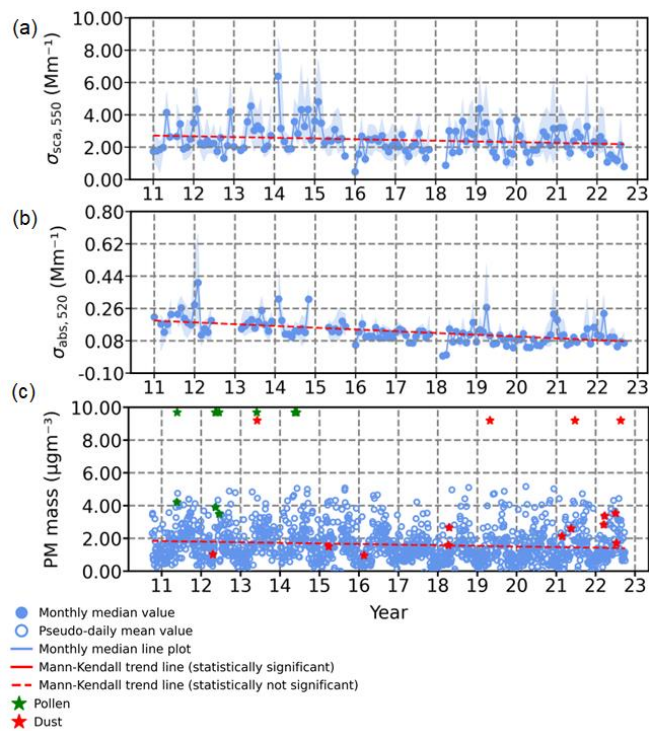 (a)
10.00
8.00
6.00
4.00
2.00
0.00
σsca, 550 (Mm⁻¹)
11 12 13 14 15 16 17 18 19 20 21 22 23
(b)
0.80
0.62
0.44
0.26
0.08
-0.10
σabs, 520 (Mm⁻¹)
11 12 13 14 15 16 17 18 19 20 21 22 23
(c)
10.00
8.00
6.00
4.00
2.00
0.00
PM mass (μgm⁻³)
11 12 13 14 15 16 17 18 19 20 21 22 23
Year
Monthly median value
Pseudo-daily mean value
Monthly median line plot
Mann-Kendall trend line (statistically significant)
Mann-Kendall trend line (statistically not significant)
Pollen
Dust